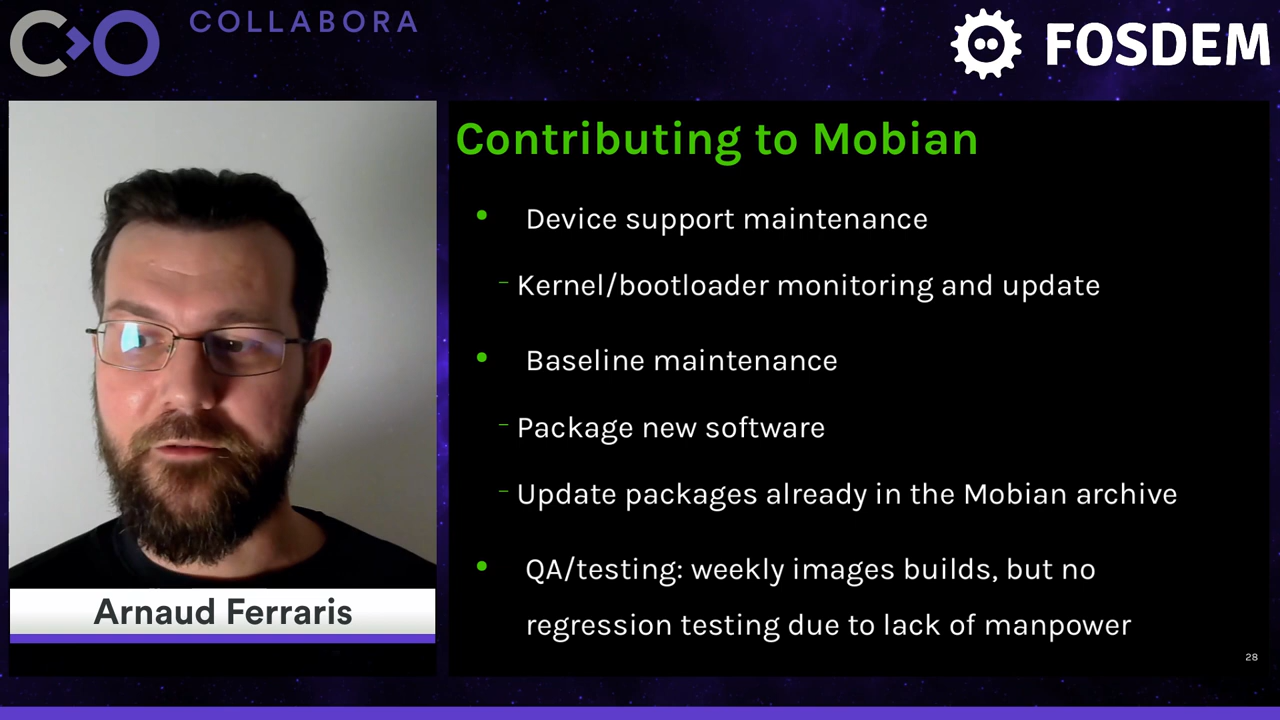 COLLABORA
FOSDEM
Contributing to Mobian
• Device support maintenance
– Kernel/bootloader monitoring and update
• Baseline maintenance
– Package new software
– Update packages already in the Mobian archive
• QA/testing: weekly images builds, but no
regression testing due to lack of manpower
28
Arnaud Ferraris